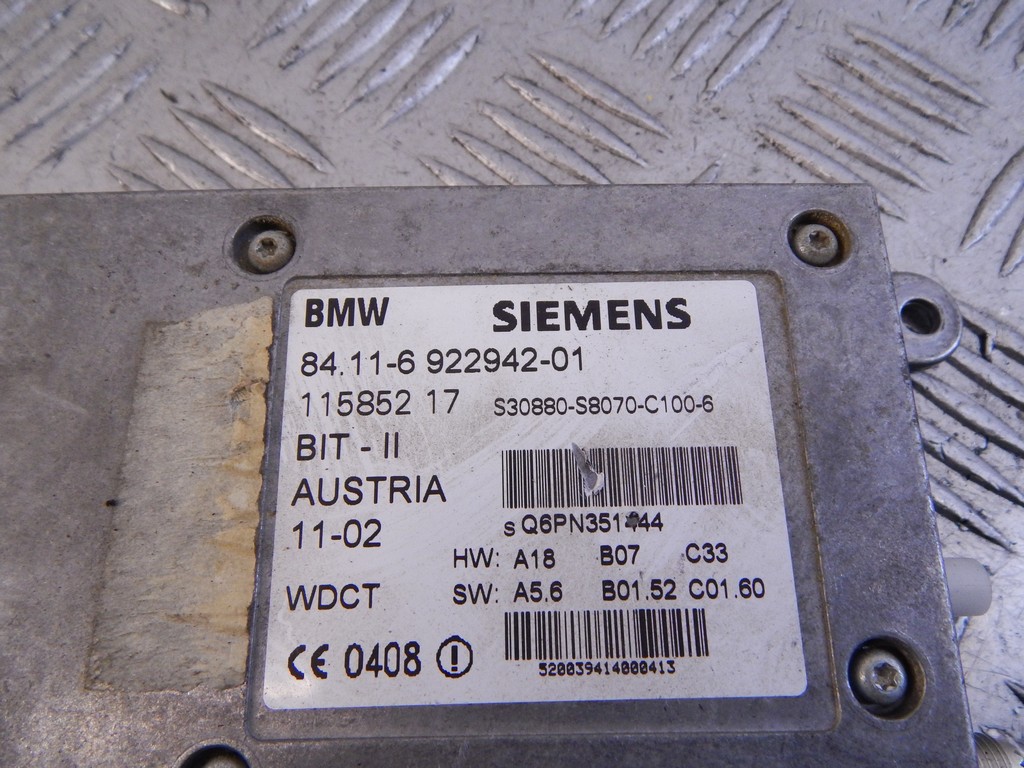 BMW SIEMENS
84.11-6 922942-01
115852 17 S30880-S8070-C100-6
BIT - II
AUSTRIA
11-02
HW: A18 B07 C33
WDCT SW: A5.6 B01.52 C01.60
CE 0408
520039414000413